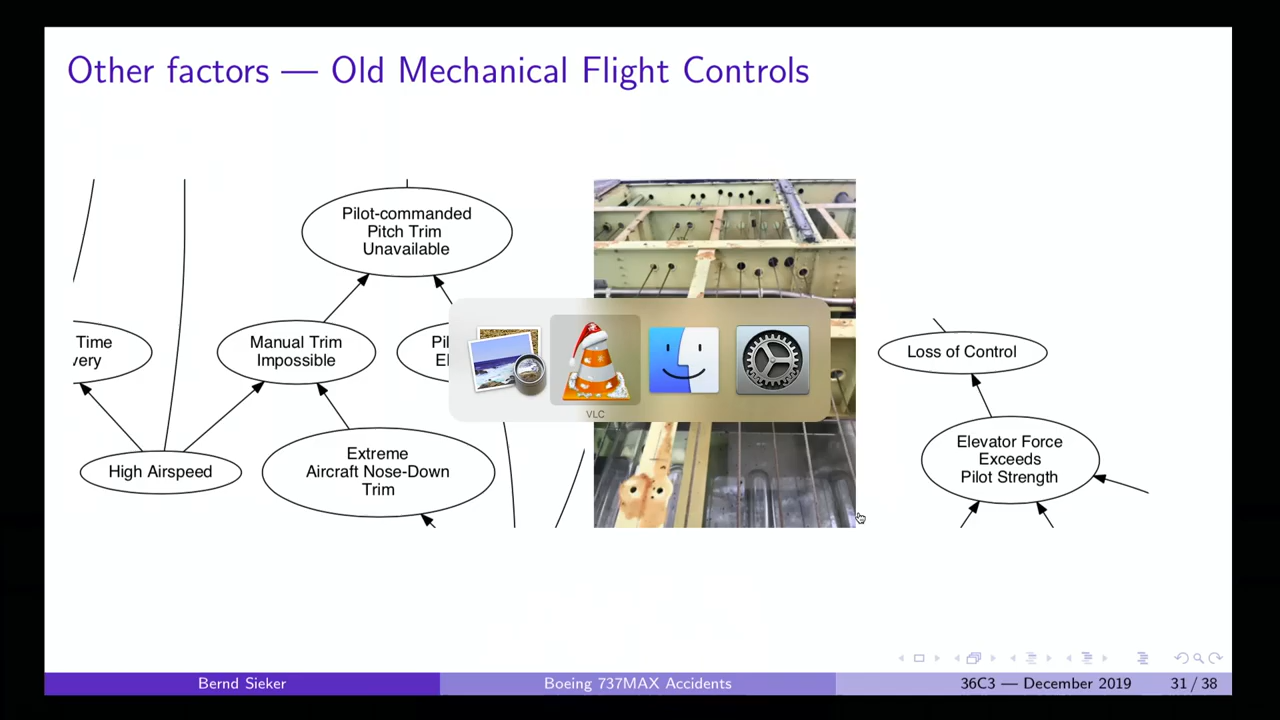 Other factors — Old Mechanical Flight Controls
Pilot-commanded
Pitch Trim
Unavailable
Time
very
Manual Trim
Impossible
Pil
El
Loss of Control
High Airspeed
Extreme
Aircraft Nose-Down
Trim
Elevator Force
Exceeds
Pilot Strength
VLC
Bernd Sieker
Boeing 737MAX Accidents
36C3 — December 2019
31 / 38